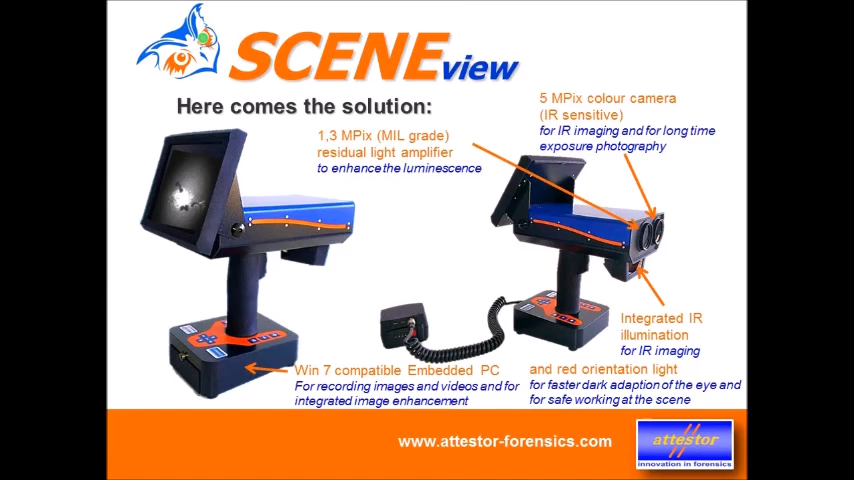 SCENEview
Here comes the solution:
5 MPix colour camera
(IR sensitive)
for IR imaging and for long time
exposure photography
1,3 MPix (MIL grade)
residual light amplifier
to enhance the luminescence
Integrated IR
illumination
for IR imaging
and red orientation light
for faster dark adaption of the eye and
for safe working at the scene
Win 7 compatible Embedded PC
For recording images and videos and for
integrated image enhancement
www.attestor-forensics.com
attestor
innovation in forensics